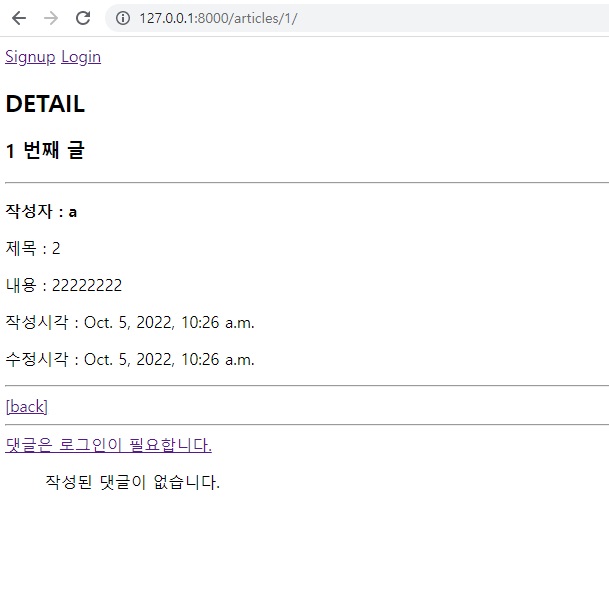 127.0.0.1:8000/articles/1/
Signup Login
DETAIL
1 번째 글
작성자 : a
제목 : 2
내용 : 22222222
작성시각 : Oct. 5, 2022, 10:26 a.m.
수정시각 : Oct. 5, 2022, 10:26 a.m.
[back]
댓글은 로그인이 필요합니다.
작성된 댓글이 없습니다.